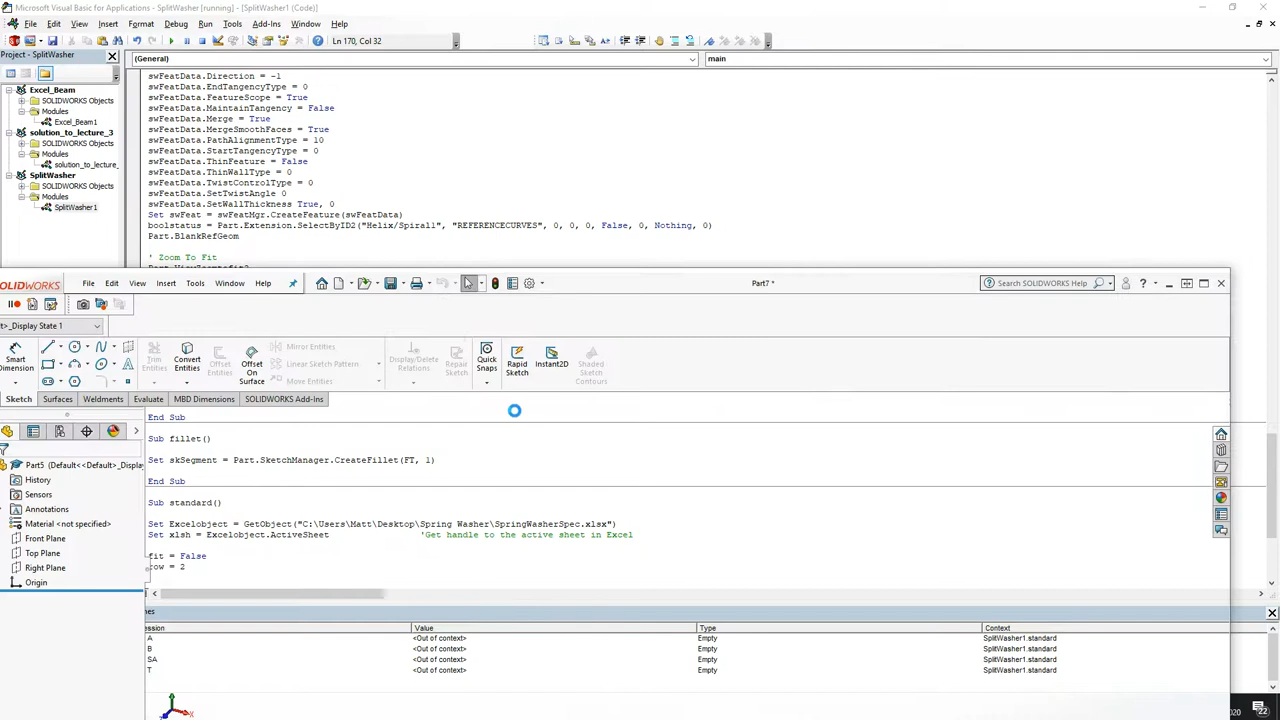 Microsoft Visual Basic for Applications - SplitWasher [running] - [SplitWasher1 (Code)]
File Edit View Insert Format Debug Run Tools Add-Ins Window Help
Ln 170, Col 32
Project - SplitWasher
(General) main
Excel_Beam
SOLIDWORKS Objects
Modules
Excel_Beam1
solution_to_lecture_3
SOLIDWORKS Objects
Modules
solution_to_lecture_
SplitWasher
SOLIDWORKS Objects
Modules
SplitWasher1
swFeatData.Direction = -1
swFeatData.EndTangencyType = 0
swFeatData.FeatureScope = True
swFeatData.MaintainTangency = False
swFeatData.Merge = True
swFeatData.MergeSmoothFaces = True
swFeatData.PathAlignmentType = 10
swFeatData.StartTangencyType = 0
swFeatData.ThinFeature = False
swFeatData.ThinWallType = 0
swFeatData.TwistControlType = 0
swFeatData.SetTwistAngle 0
swFeatData.SetWallThickness True, 0
Set swFeat = swFeatMgr.CreateFeature(swFeatData)
boolstatus = Part.Extension.SelectByID2("Helix/Spiral1", "REFERENCECURVES", 0, 0, 0, False, 0, Nothing, 0)
Part.BlankRefGeom
' Zoom To Fit
OLIDWORKS File Edit View Insert Tools Window Help Part7 * Search SOLIDWORKS Help
t>_Display State 1
Smart Dimension
Trim Entities
Convert Entities
Offset Entities
Offset On Surface
Mirror Entities
Linear Sketch Pattern
Move Entities
Display/Delete Relations
Repair Sketch
Quick Snaps
Rapid Sketch
Instant2D
Shaded Sketch Contours
Sketch Surfaces Weldments Evaluate MBD Dimensions SOLIDWORKS Add-Ins
Part5 (Default<<Default>_Display
History
Sensors
Annotations
Material <not specified>
Front Plane
Top Plane
Right Plane
Origin
End Sub
Sub fillet()
Set skSegment = Part.SketchManager.CreateFillet(FT, 1)
End Sub
Sub standard()
Set Excelobject = GetObject("C:\Users\Matt\Desktop\Spring Washer\SpringWasherSpec.xlsx")
Set xlsh = Excelobject.ActiveSheet 'Get handle to the active sheet in Excel
fit = False
row = 2
hes
ession Value Type Context
A <Out of context> Empty SplitWasher1.standard
B <Out of context> Empty SplitWasher1.standard
SA <Out of context> Empty SplitWasher1.standard
T <Out of context> Empty SplitWasher1.standard
020 22